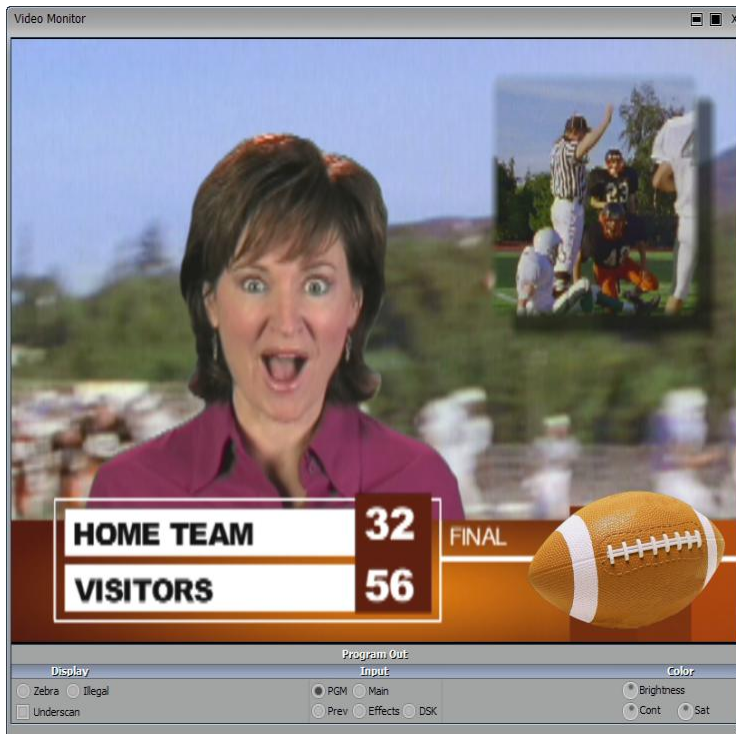 Video Monitor
X
23
HOME TEAM 32
FINAL
VISITORS 56
Program Out
Display Input Color
Zebra Illegal PGM Main Brightness
Underscan Prev Effects DSK Cont Sat